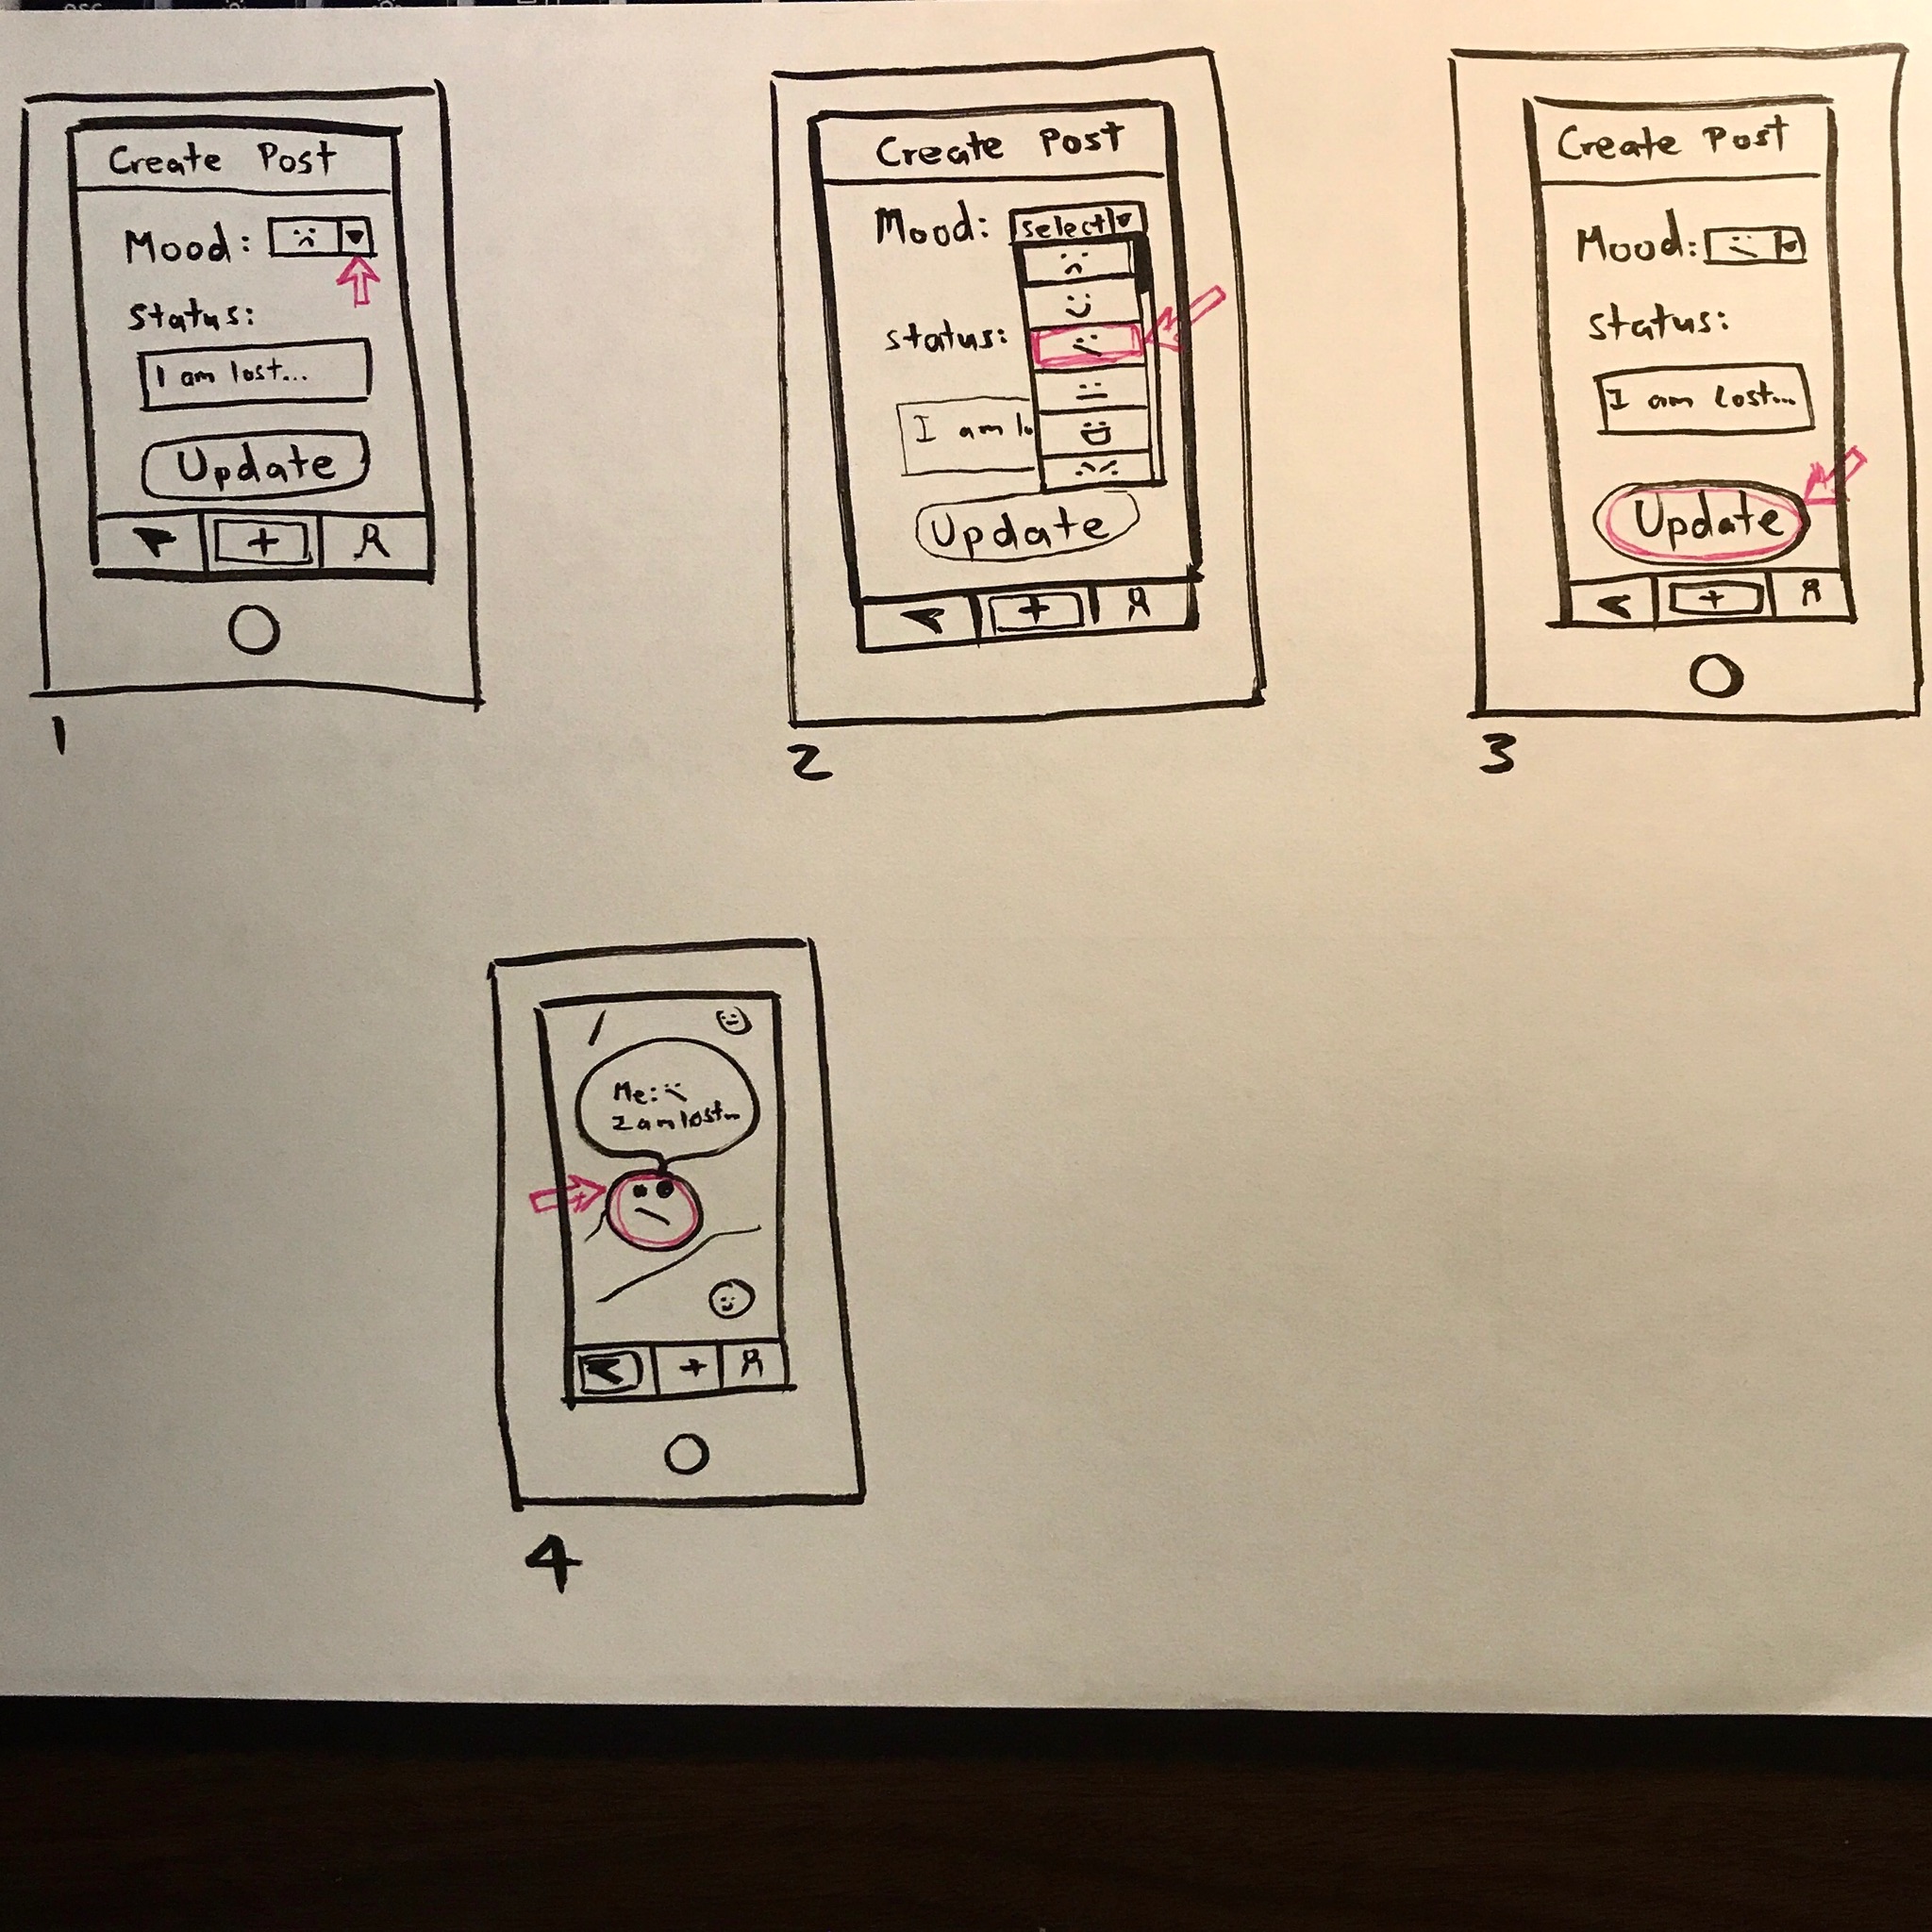 Create Post
Mood:
Status:
I am lost...
Update
+
1
Create Post
Mood: select
status:
I am lo
Update
+
2
Create Post
Mood:
status:
I am lost...
Update
+
3
Me: :\
I am lost...
+
4